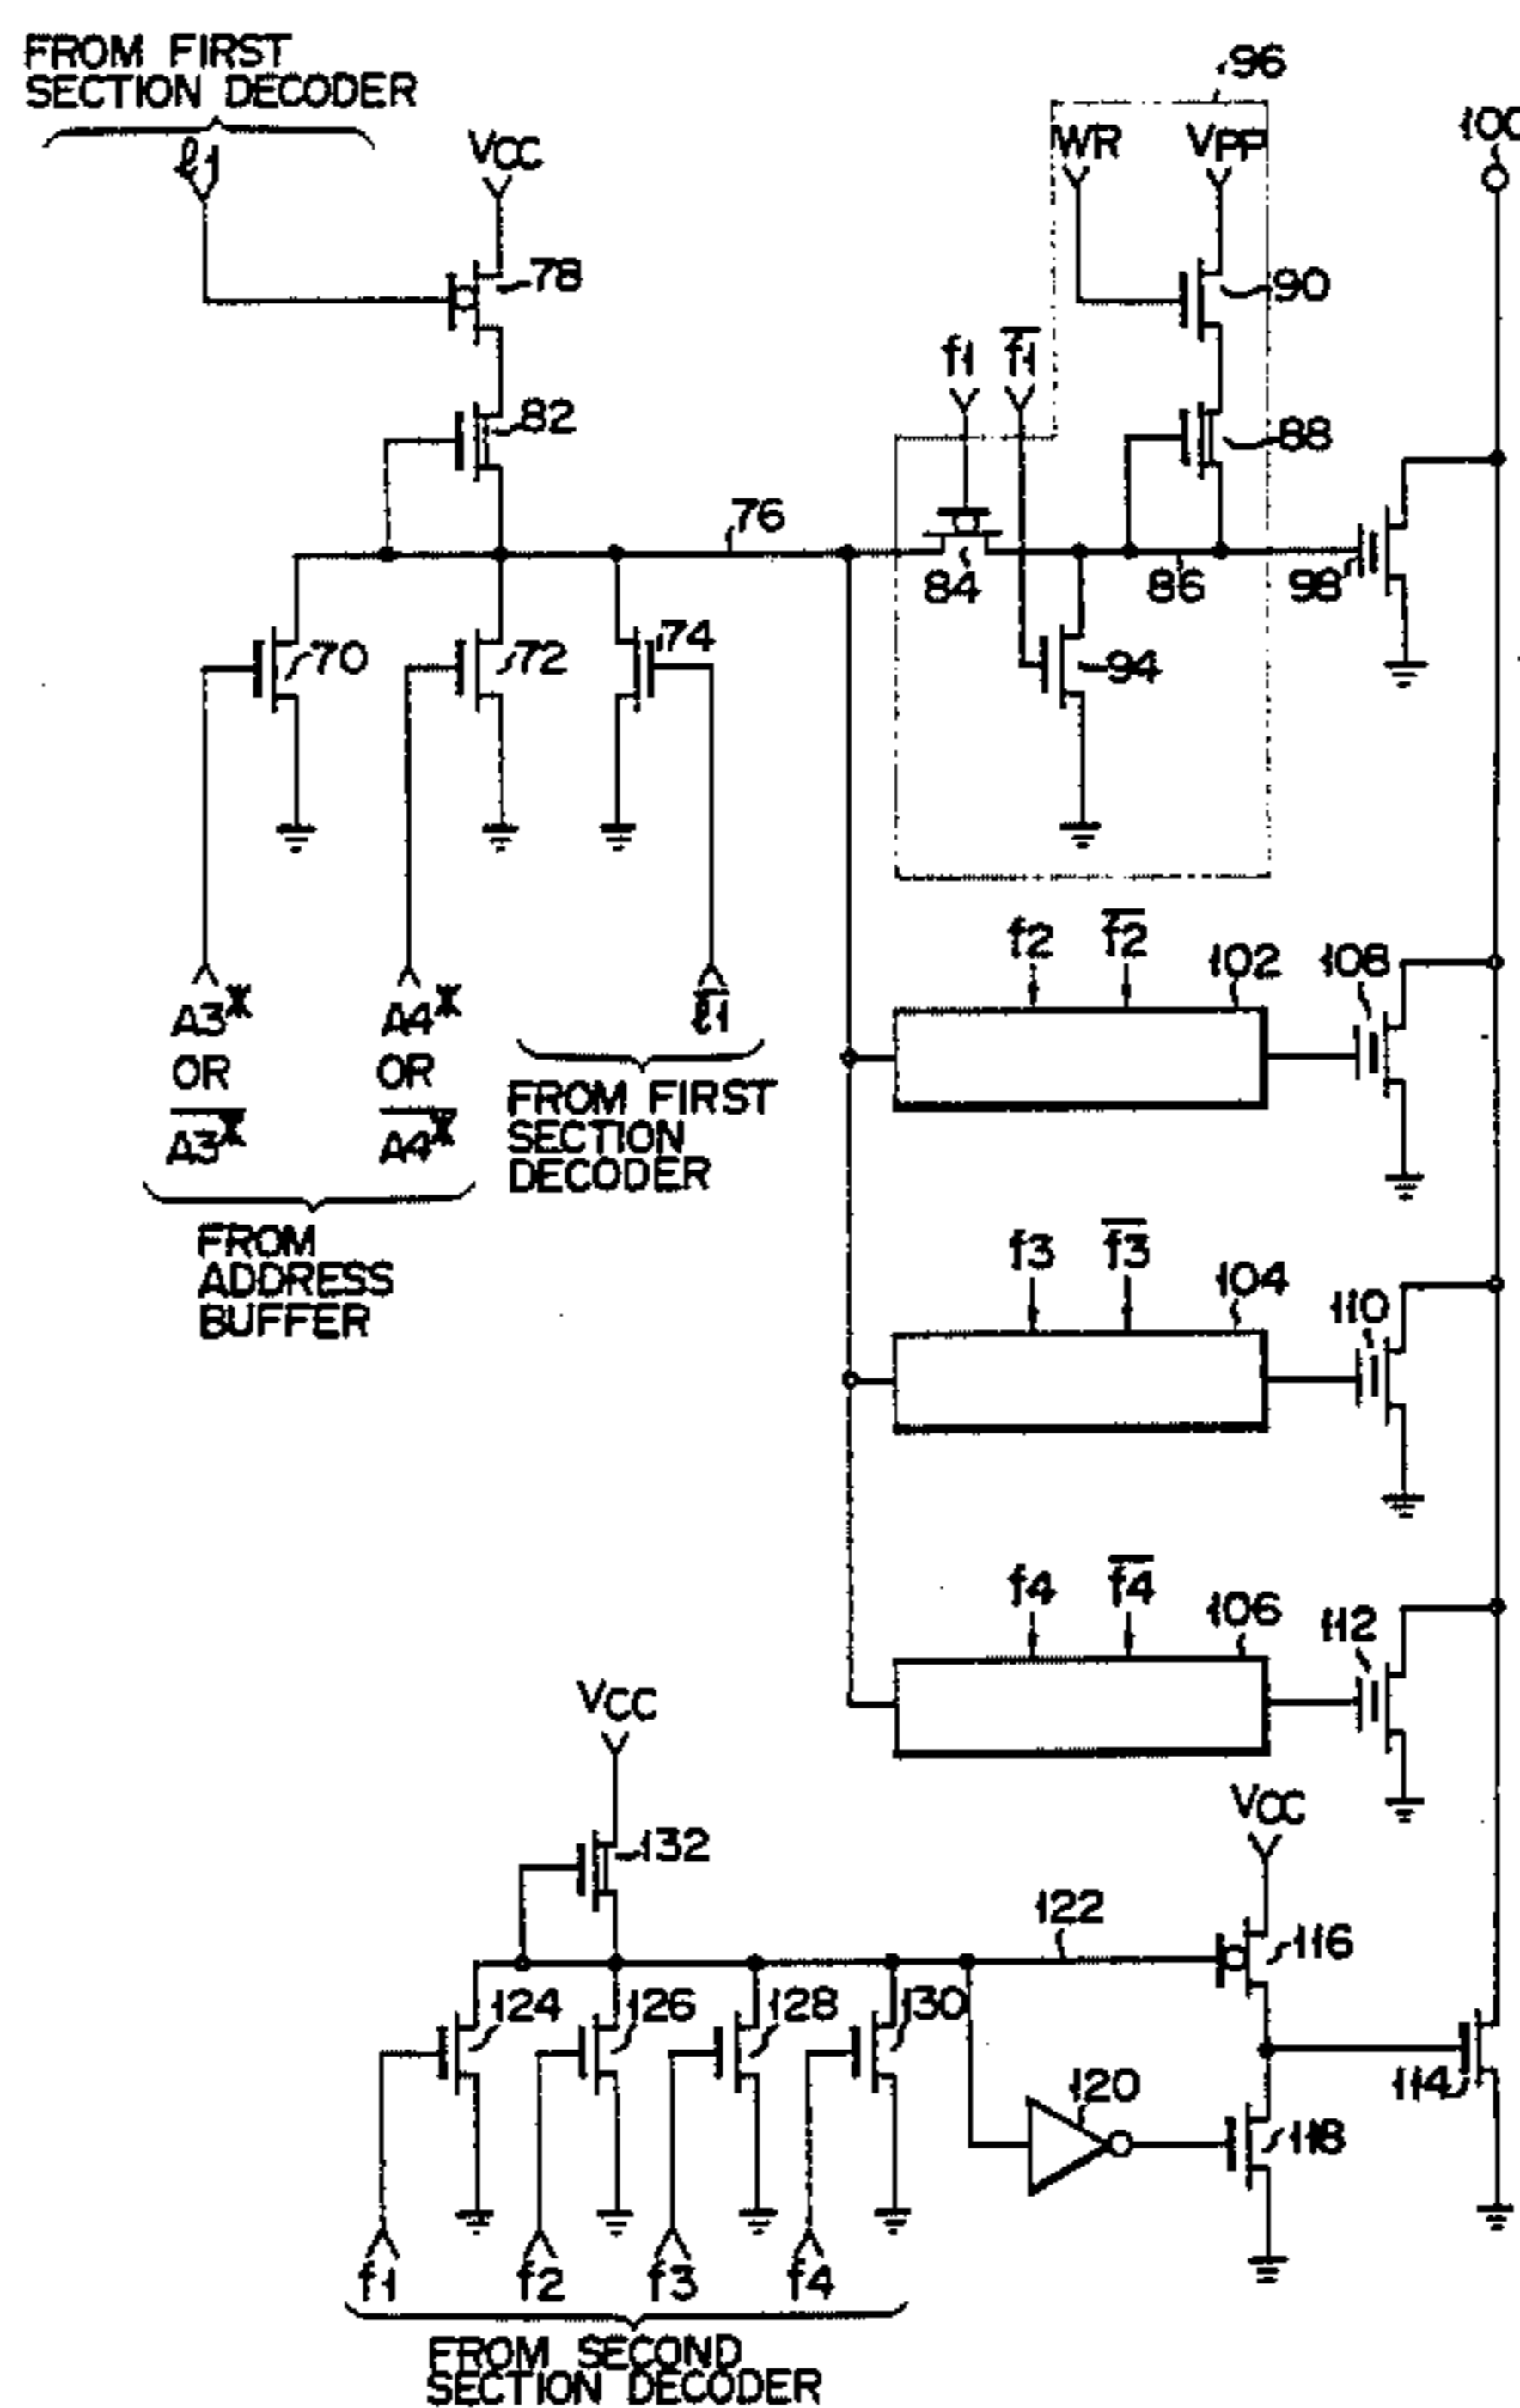 FROM FIRST
SECTION DECODER
ℓ1
VCC
78
82
WR
VPP
96
100
90
f1
f1̅
88
76
84
86
98
70
72
74
94
A3*
OR
A3*
A4*
OR
A4*
ℓ1
FROM FIRST
SECTION
DECODER
FROM
ADDRESS
BUFFER
f2
f2̅
102
108
f3
f3̅
104
110
f4
f4̅
106
112
VCC
132
VCC
122
116
124
126
128
130
120
118
114
f1
f2
f3
f4
FROM SECOND
SECTION DECODER